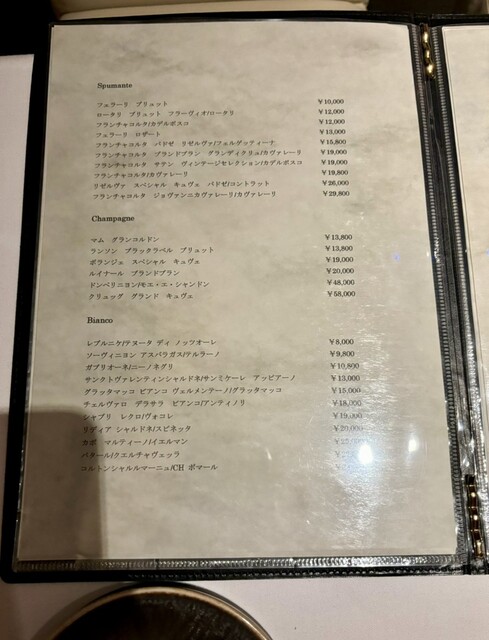 Spumante
フェラーリ ブリュット ￥10,000
ロータリ ブリュット フラーヴィオ/ロータリ ￥12,000
フランチャコルタ/カデルボスコ ￥12,000
フェラーリ ロザート ￥13,000
フランチャコルタ パドゼ リゼルヴァ/フェルゲッティーナ ￥15,800
フランチャコルタ ブランドブラン グランディクリュ/カヴァレーリ ￥19,000
フランチャコルタ サテン ヴィンテージセレクション/カデルボスコ ￥19,000
フランチャコルタ/カヴァレーリ ￥19,800
リゼルヴァ スペシャル キュヴェ パドゼ/コントラット ￥26,000
フランチャコルタ ジョヴァンニカヴァレーリ/カヴァレーリ ￥29,800
Champagne
マム グランコルドン ￥13,800
ランソン ブラックラベル ブリュット ￥13,800
ボランジェ スペシャル キュヴェ ￥19,000
ルイナール ブランドブラン ￥20,000
ドンペリニヨン/モエ・エ・シャンドン ￥48,000
クリュッグ グランド キュヴェ ￥58,000
Bianco
レプルニケ/テヌータ ディ ノッツオーレ ￥8,000
ソーヴィニヨン アスパラガス/テルラーノ ￥9,800
ガブリオーネ/ニーノネグリ ￥10,800
サンクトヴァレンティンシャルドネ/サンミケーレ アッピアーノ ￥13,000
グラッタマッコ ビアンコ ヴェルメンティーノ/グラッタマッコ ￥15,000
チェルヴァロ デラサラ ビアンコ/アンティノリ ￥18,000
シャブリ レクロ/ヴォコレ ￥19,000
リディア シャルドネ/スピネッタ ￥20,000
カボ マルティーノ/イエルマン
バタール/クエルチャヴェッラ
コルトンシャルルマーニュ/CH ポマール